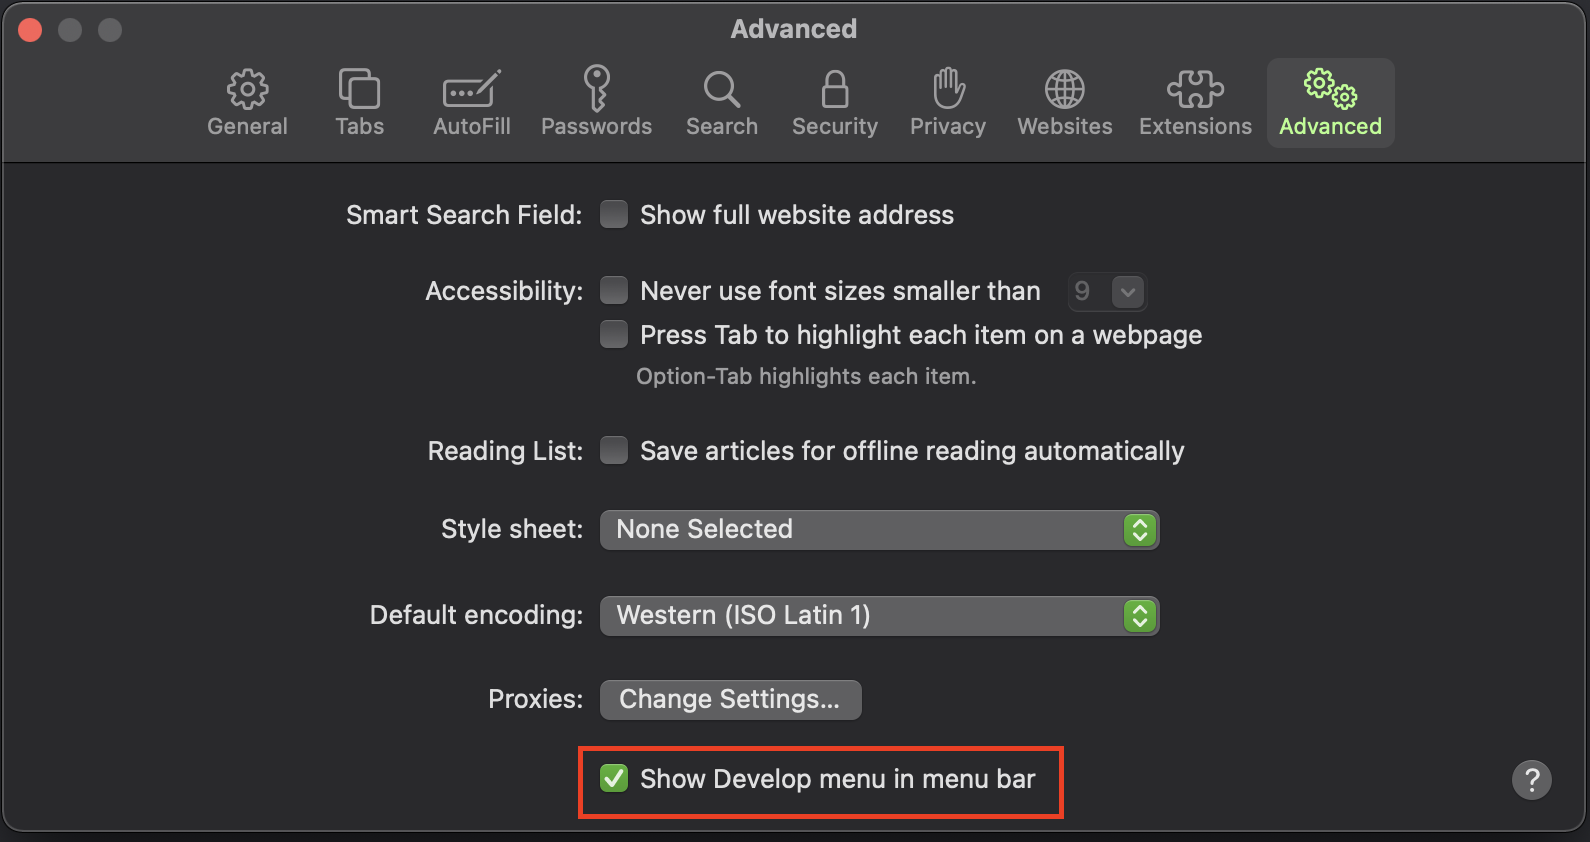 Advanced
General Tabs AutoFill Passwords Search Security Privacy Websites Extensions Advanced
Smart Search Field: Show full website address
Accessibility: Never use font sizes smaller than 9
Press Tab to highlight each item on a webpage
Option-Tab highlights each item.
Reading List: Save articles for offline reading automatically
Style sheet: None Selected
Default encoding: Western (ISO Latin 1)
Proxies: Change Settings...
Show Develop menu in menu bar ?